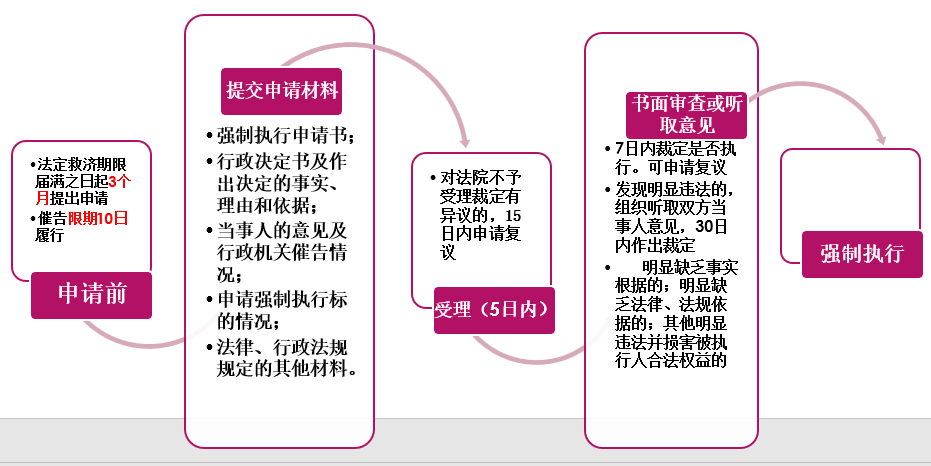 •法定救济期限
届满之日起3个
月提出申请
•催告限期10日
履行
申请前
提交申请材料
•强制执行申请书；
•行政决定书及作
出决定的事实、
理由和依据；
•当事人的意见及
行政机关催告情
况；
•申请强制执行标
的情况；
•法律、行政法规
规定的其他材料。
•对法院不予
受理裁定有
异议的，15
日内申请复
议
受理（5日内）
书面审查或听
取意见
•7日内裁定是否执
行。可申请复议
•发现明显违法的，
组织听取双方当
事人意见，30日
内作出裁定
• 明显缺乏事实
根据的；明显缺
乏法律、法规依
据的；其他明显
违法并损害被执
行人合法权益的
强制执行